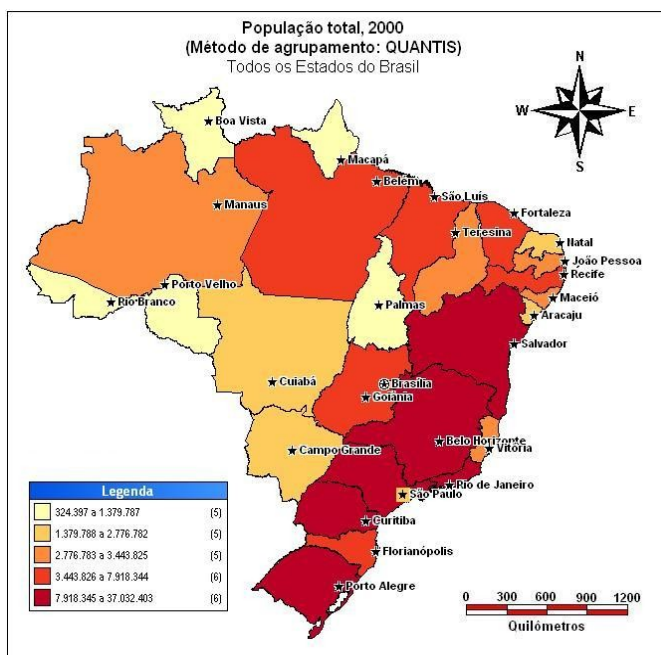 População total, 2000
(Método de agrupamento: QUANTIS)
Todos os Estados do Brasil
N
W
E
S
Boa Vista
Macapá
Belém
São Luís
Manaus
Fortaleza
Teresina
Natal
João Pessoa
Recife
Porto Velho
Rio Branco
Palmas
Maceió
Aracaju
Salvador
Cuiabá
Brasília
Goiânia
Belo Horizonte
Campo Grande
Vitoria
Rio de Janeiro
São Paulo
Curitiba
Florianópolis
Porto Alegre
Legenda
324.397 a 1.379.787 (5)
1.379.788 a 2.776.782 (5)
2.776.783 a 3.443.825 (5)
3.443.826 a 7.918.344 (6)
7.918.345 a 37.032.403 (6)
0 300 600 900 1200
Quilómetros